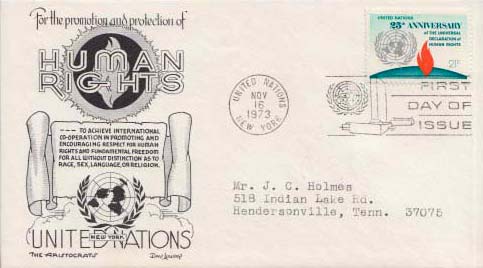 For the promotion and protection of
HUMAN
RIGHTS
--- TO ACHIEVE INTERNATIONAL
CO-OPERATION IN PROMOTING AND
ENCOURAGING RESPECT FOR HUMAN
RIGHTS AND FUNDAMENTAL FREEDOM
FOR ALL WITHOUT DISTINCTION AS TO
RACE, SEX, LANGUAGE, OR RELIGION.
UNITED NATIONS
NEW YORK
THE ARISTOCRATS
UNITED NATIONS
25th ANNIVERSARY
OF THE UNIVERSAL
DECLARATION OF
HUMAN RIGHTS
21c
UNITED NATIONS
NOV
16
1973
NEW YORK
FIRST
DAY OF
ISSUE
Mr. J. C. Holmes
518 Indian Lake Rd.
Hendersonville, Tenn. 37075